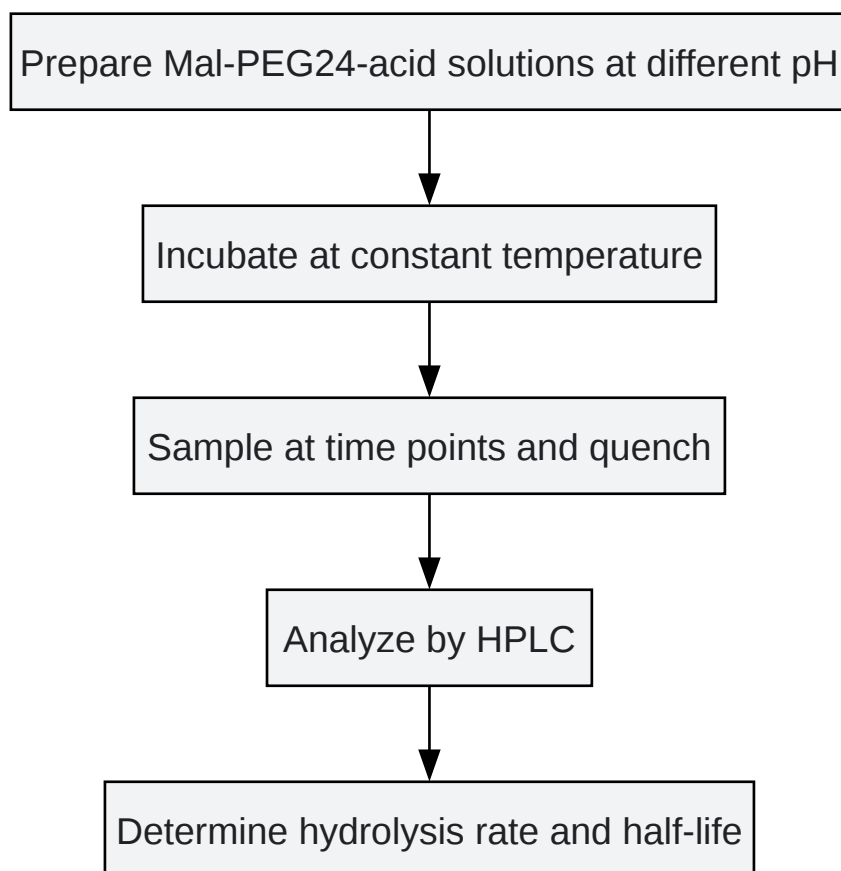 Prepare Mal-PEG24-acid solutions at different pH
Incubate at constant temperature
Sample at time points and quench
Analyze by HPLC
Determine hydrolysis rate and half-life